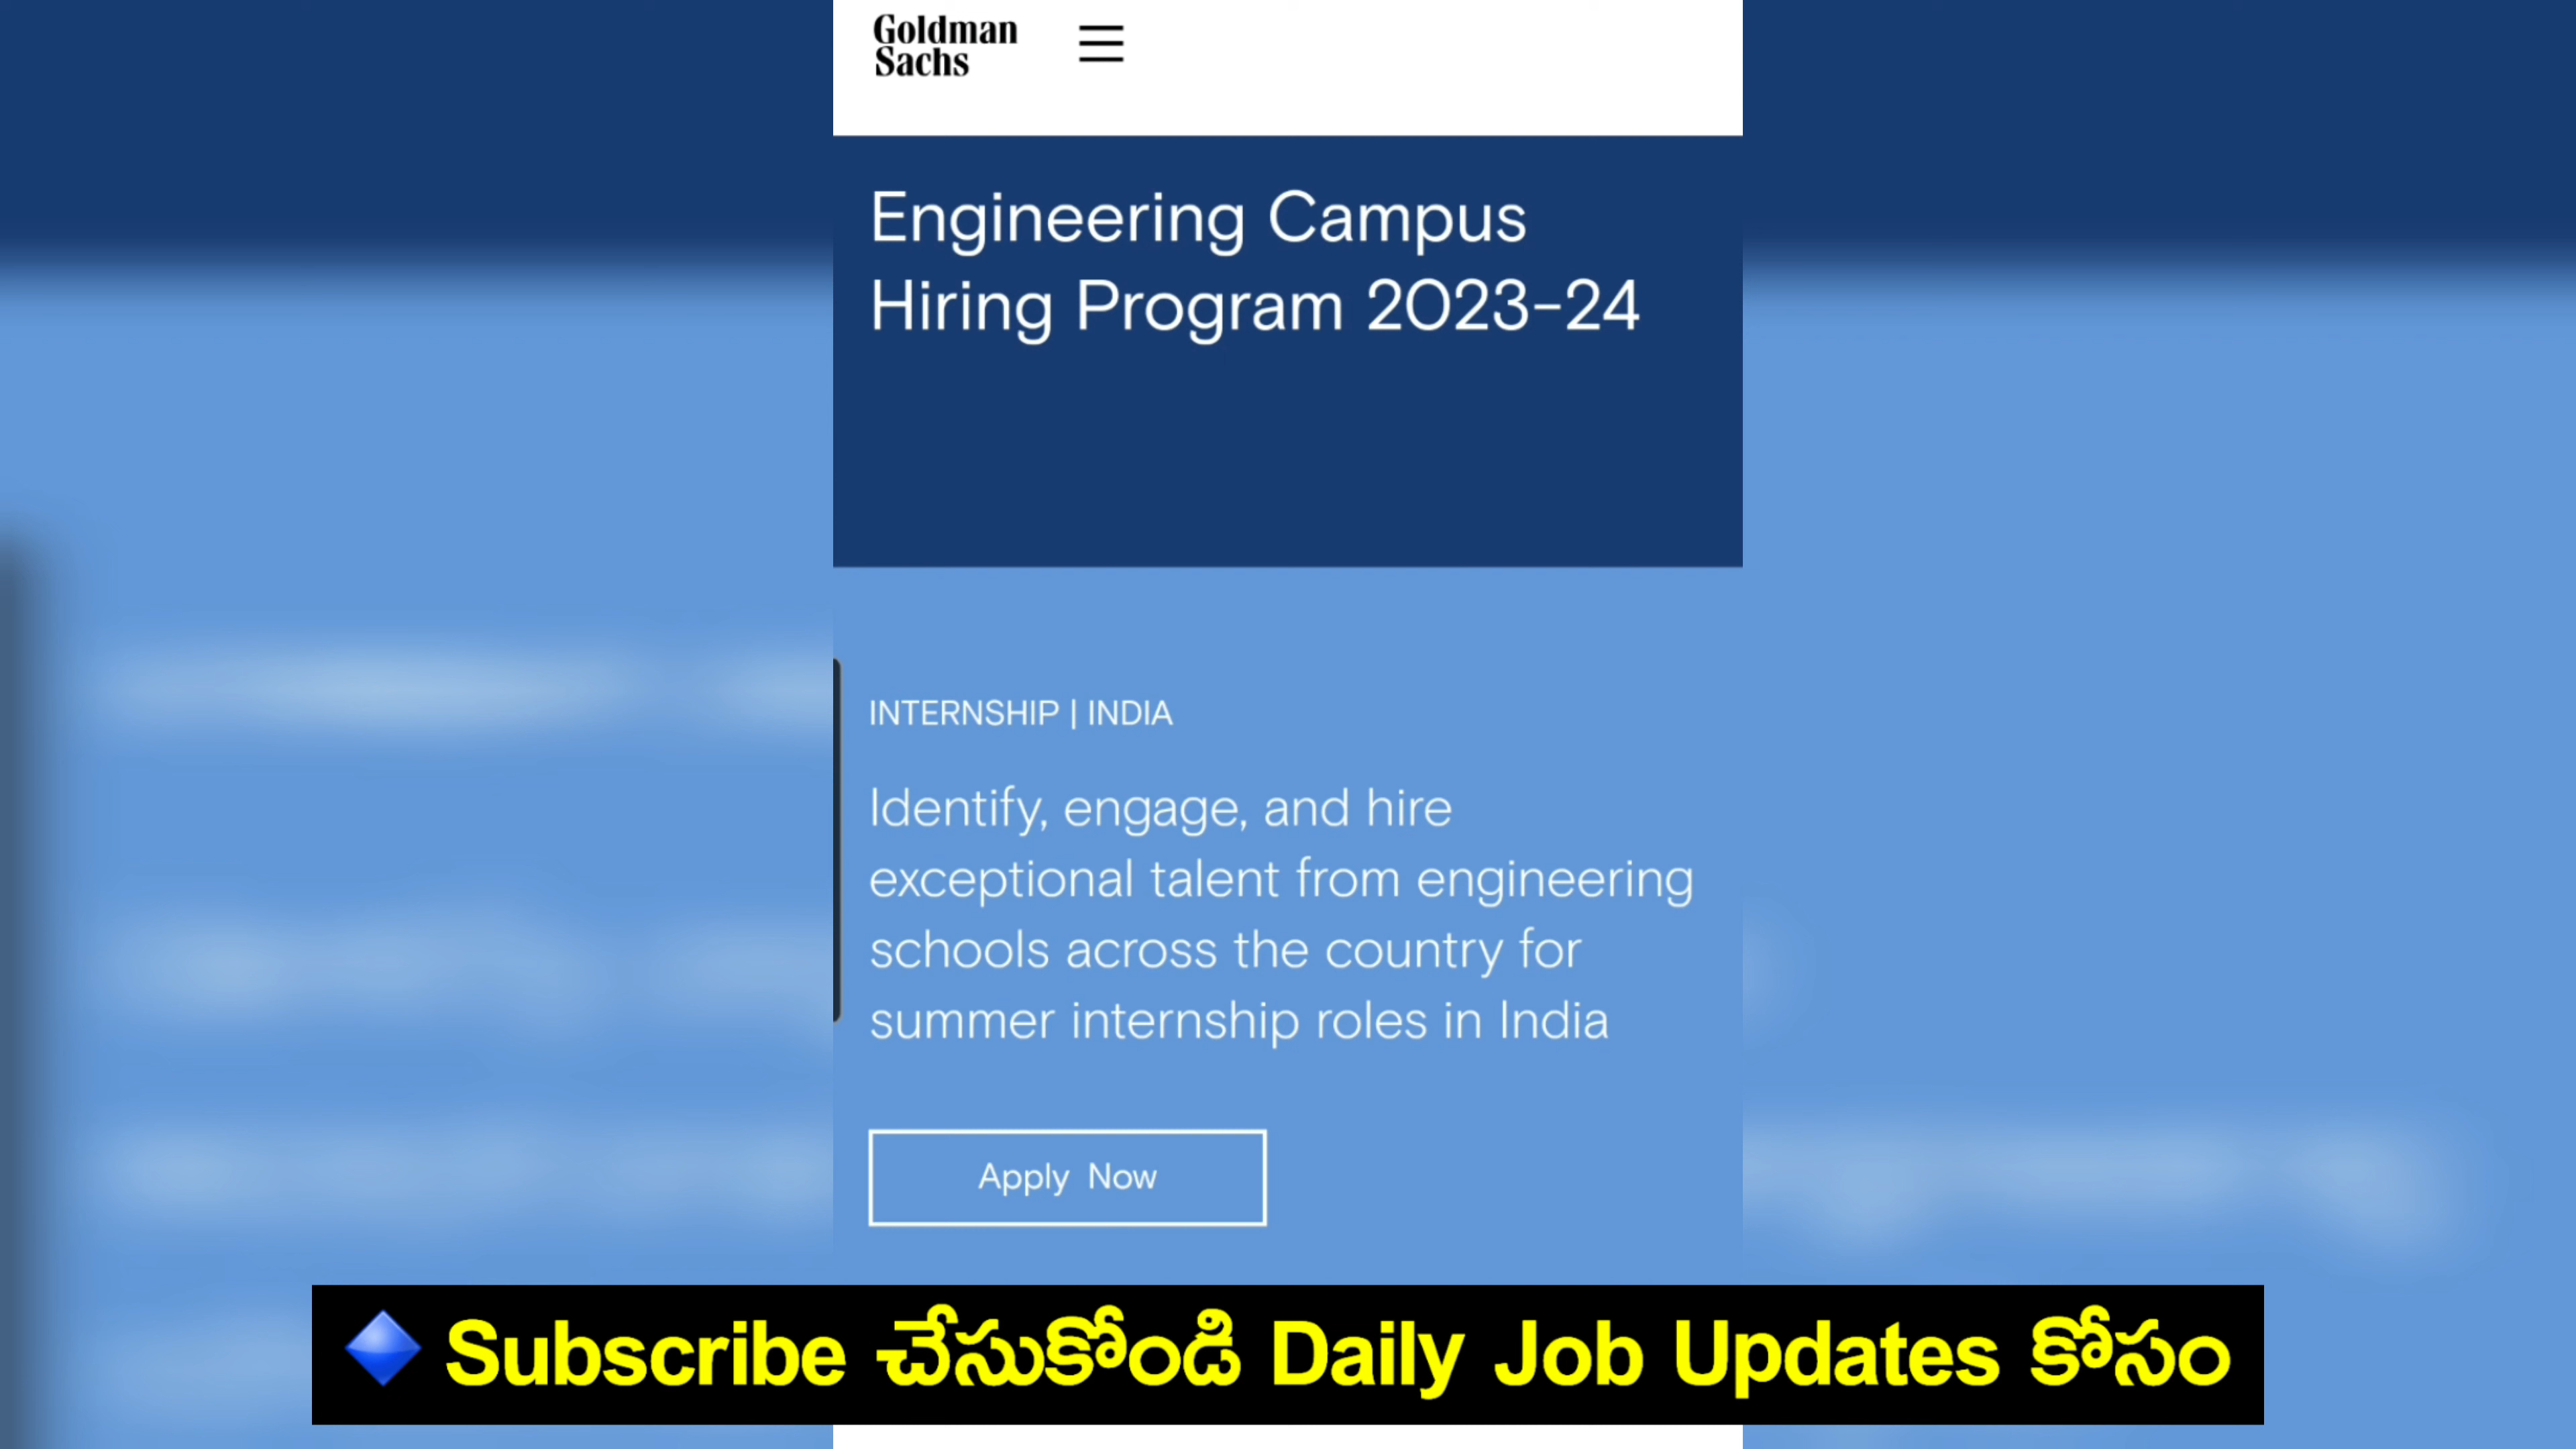 Goldman
Sachs
Engineering Campus
Hiring Program 2023-24
INTERNSHIP | INDIA
Identify, engage, and hire
exceptional talent from engineering
schools across the country for
summer internship roles in India
Apply Now
Subscribe చేసుకోండి Daily Job Updates కోసం